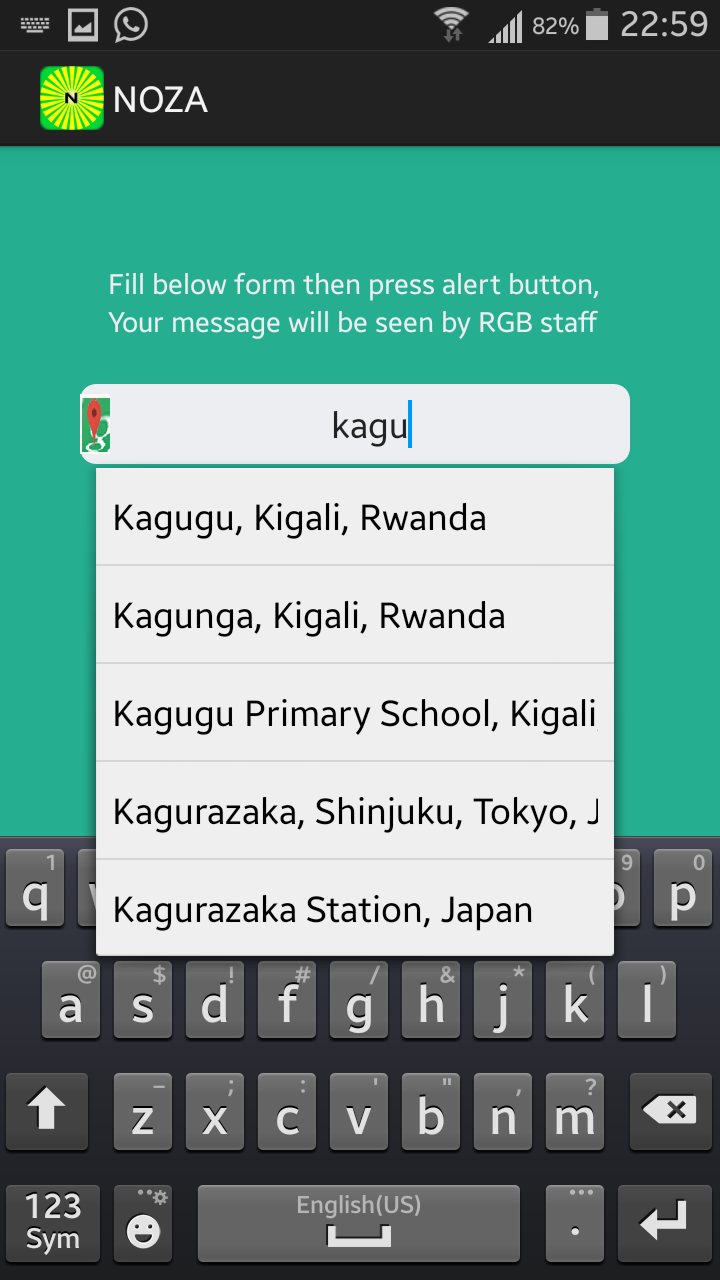 82% 22:59
N NOZA
Fill below form then press alert button,
Your message will be seen by RGB staff
kagu
Kagugu, Kigali, Rwanda
Kagunga, Kigali, Rwanda
Kagugu Primary School, Kigali,
Kagurazaka, Shinjuku, Tokyo, J
Kagurazaka Station, Japan
1 9 0
q p
@ $ ! # / & * ( )
a s d f g h j k l
– ; : ' " , ?
z x c v b n m
123
Sym
English(US)
.